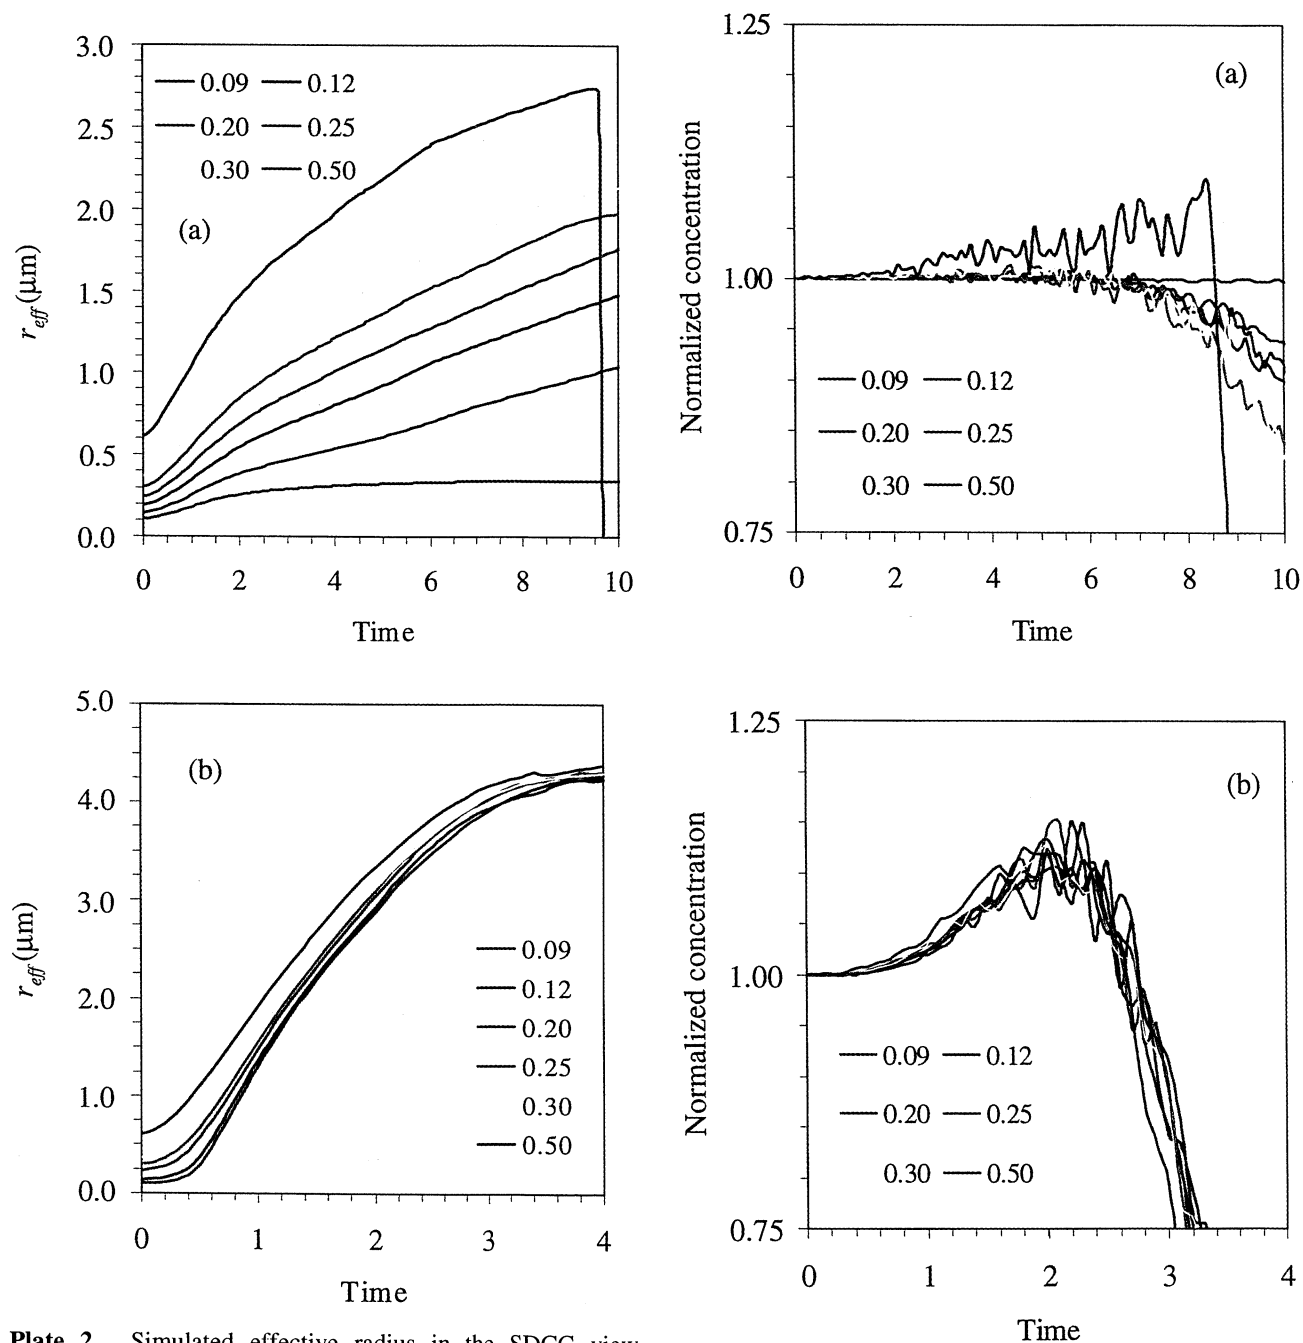 3.0
2.5
2.0
1.5
1.0
0.5
0.0
r_eff (μm)
0.09 0.12
0.20 0.25
0.30 0.50
(a)
0 2 4 6 8 10
Time
1.25
1.00
0.75
Normalized concentration
(a)
0.09 0.12
0.20 0.25
0.30 0.50
0 2 4 6 8 10
Time
5.0
4.0
3.0
2.0
1.0
0.0
r_eff (μm)
(b)
0.09
0.12
0.20
0.25
0.30
0.50
0 1 2 3 4
Time
1.25
1.00
0.75
Normalized concentration
(b)
0.09 0.12
0.20 0.25
0.30 0.50
0 1 2 3 4
Time
Plate 2. Simulated effective radius in the SDCC view